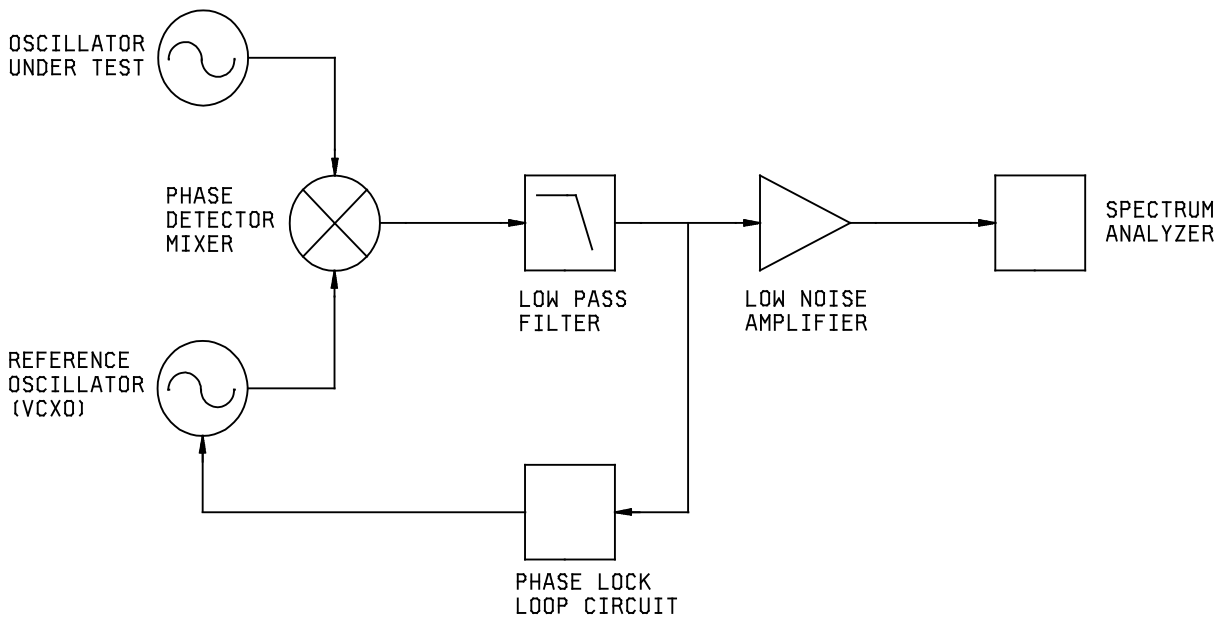 OSCILLATOR
UNDER TEST
PHASE
DETECTOR
MIXER
LOW PASS
FILTER
LOW NOISE
AMPLIFIER
SPECTRUM
ANALYZER
REFERENCE
OSCILLATOR
(VCXO)
PHASE LOCK
LOOP CIRCUIT